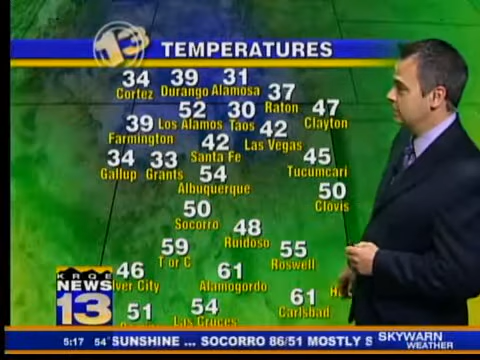 13 TEMPERATURES
34 39 31
Cortez Durango Alamosa 37
Raton 47
52 30
39 Los Alamos Taos 42 Clayton
Farmington 42 Las Vegas
34 33 Santa Fe 45
Gallup Grants 54 Tucumcari
Albuquerque 50
50 Clovis
Socorro 48
59 Ruidoso 55
T or C Roswell
46 61
lver City Alamogordo
51 54 61
Las Cruces Carlsbad
KRQE
NEWS
13
5:17 54° SUNSHINE ... SOCORRO 86/51 MOSTLY S SKYWARN
WEATHER